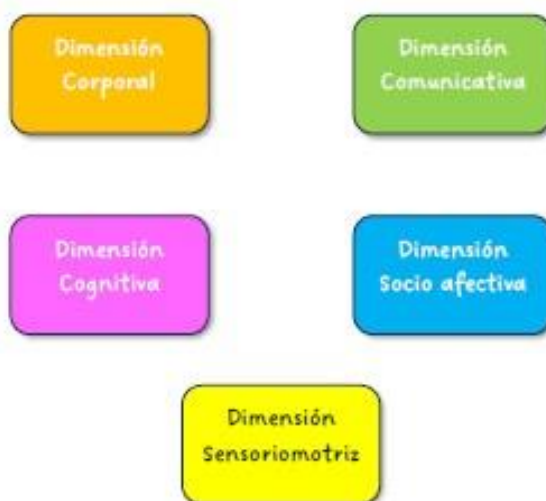 Dimensión
Corporal
Dimensión
Comunicativa
Dimensión
Cognitiva
Dimensión
Socio afectiva
Dimensión
Sensoriomotriz